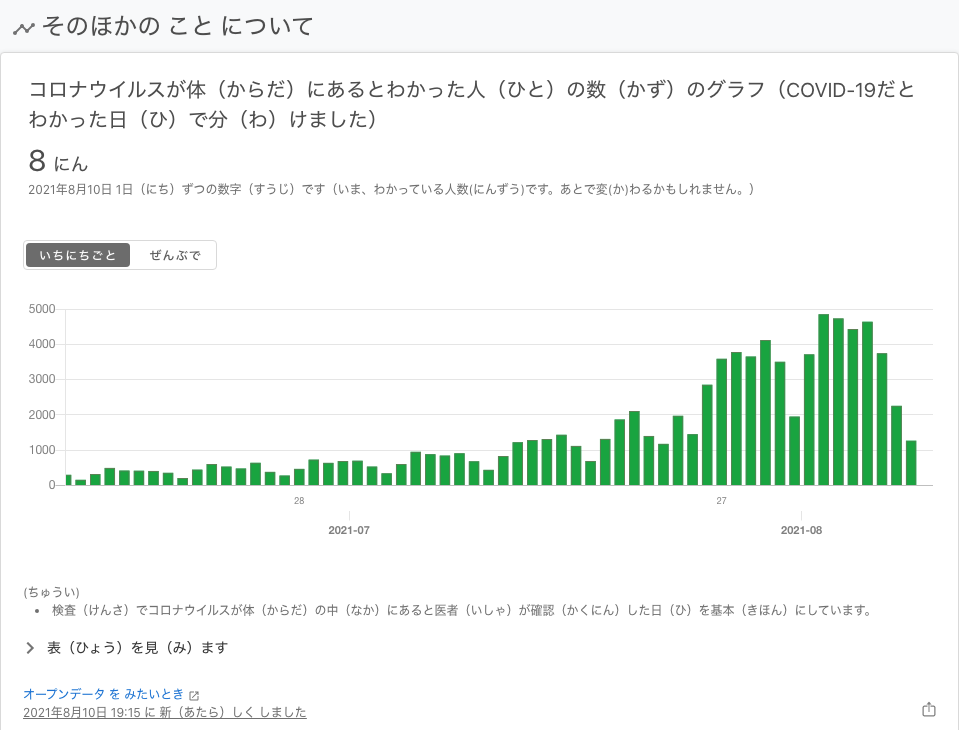 そのほかの こと について
コロナウイルスが体（からだ）にあるとわかった人（ひと）の数（かず）のグラフ（COVID-19だと
わかった日（ひ）で分（わ）けました）
8 にん
2021年8月10日 1日（にち）ずつの数字（すうじ）です（いま、わかっている人数(にんずう)です。あとで変(か)わるかもしれません。）
いちにちごと ぜんぶで
5000
4000
3000
2000
1000
0
28 27
2021-07 2021-08
(ちゅうい)
• 検査（けんさ）でコロナウイルスが体（からだ）の中（なか）にあると医者（いしゃ）が確認（かくにん）した日（ひ）を基本（きほん）にしています。
表（ひょう）を見（み）ます
オープンデータ を みたいとき
2021年8月10日 19:15 に 新（あたら）しく しました